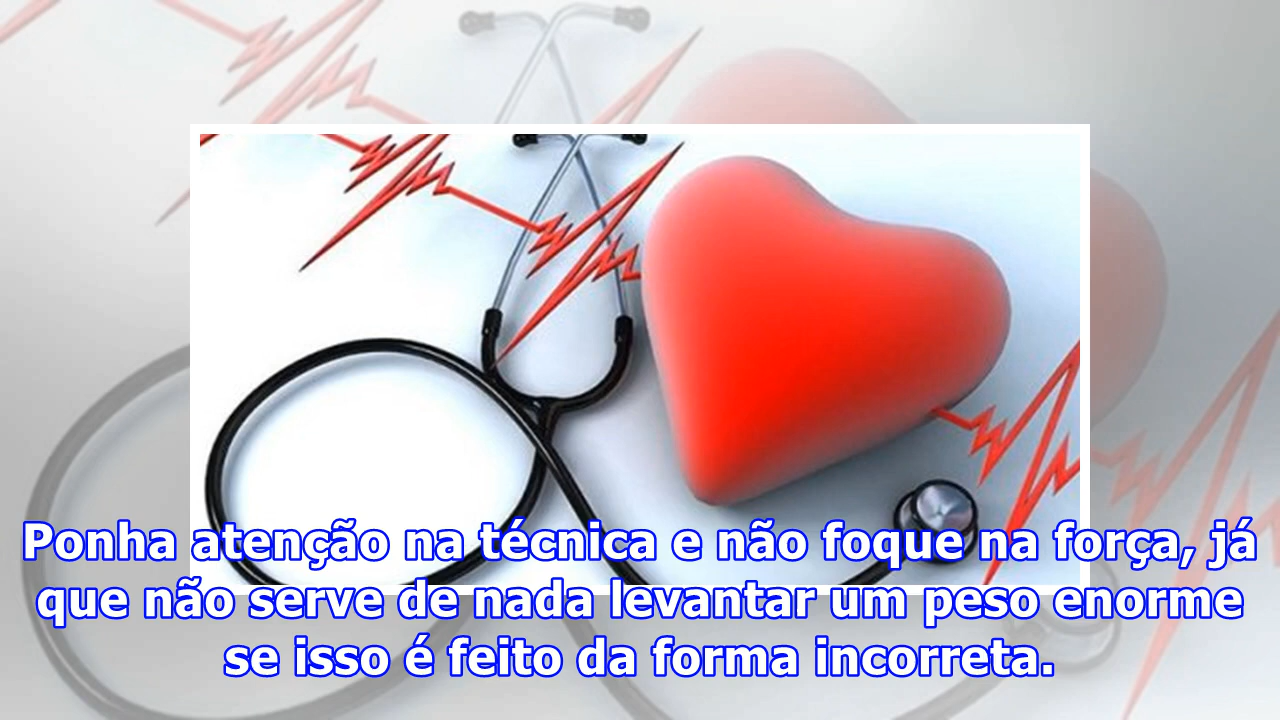 Ponha atenção na técnica e não foque na força, já
que não serve de nada levantar um peso enorme
se isso é feito da forma incorreta.